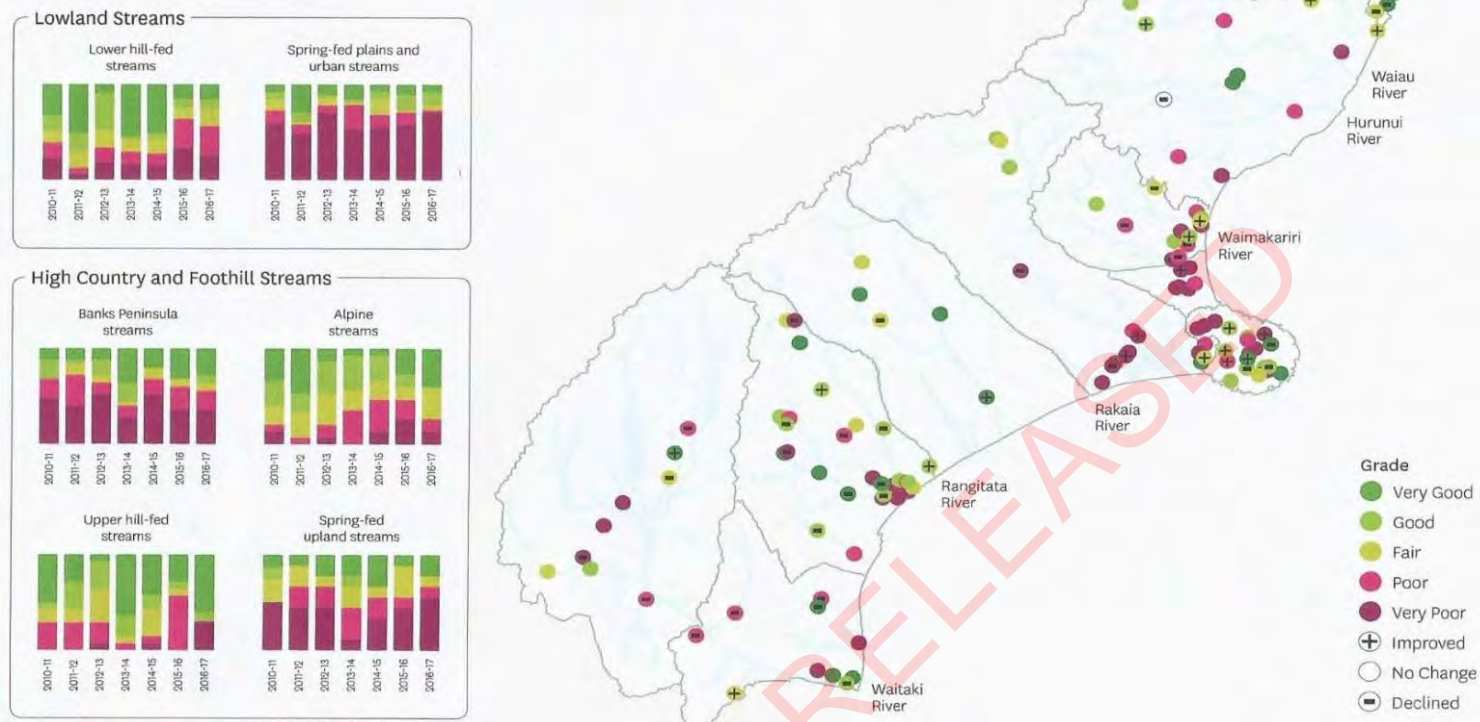 Lowland Streams
Lower hill-fed
streams
2010-11
2011-12
2012-13
2013-14
2014-15
2015-16
2016-17
Spring-fed plains and
urban streams
2010-11
2011-12
2012-13
2013-14
2014-15
2015-16
2016-17
High Country and Foothill Streams
Banks Peninsula
streams
2010-11
2011-12
2012-13
2013-14
2014-15
2015-16
2016-17
Alpine
streams
2010-11
2011-12
2012-13
2013-14
2014-15
2015-16
2016-17
Upper hill-fed
streams
2010-11
2011-12
2012-13
2013-14
2014-15
2015-16
2016-17
Spring-fed
upland streams
2010-11
2011-12
2012-13
2013-14
2014-15
2015-16
2016-17
Waiau
River
Hurunui
River
Waimakariri
River
Rakaia
River
Rangitata
River
Waitaki
River
RELEASED
Grade
Very Good
Good
Fair
Poor
Very Poor
Improved
No Change
Declined